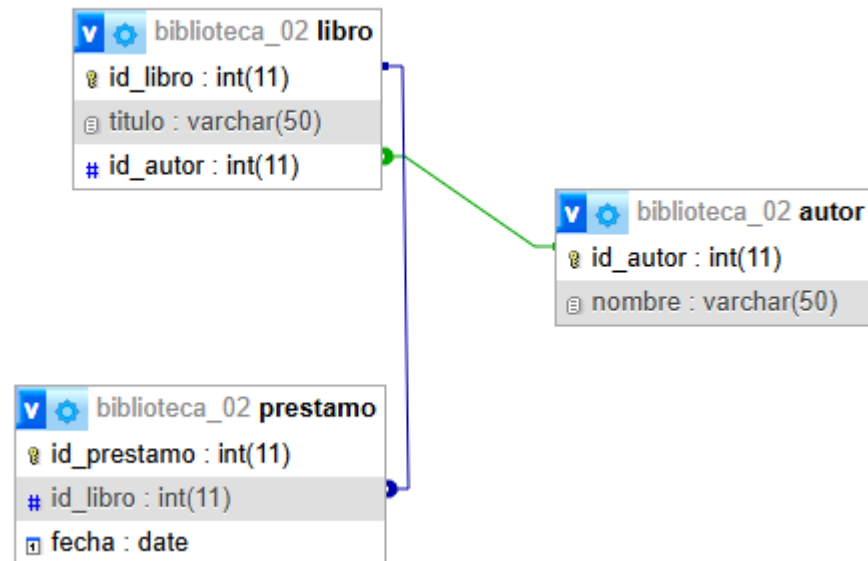 v biblioteca_02 libro
id_libro : int(11)
titulo : varchar(50)
# id_autor : int(11)
v biblioteca_02 autor
id_autor : int(11)
nombre : varchar(50)
v biblioteca_02 prestamo
id_prestamo : int(11)
# id_libro : int(11)
fecha : date